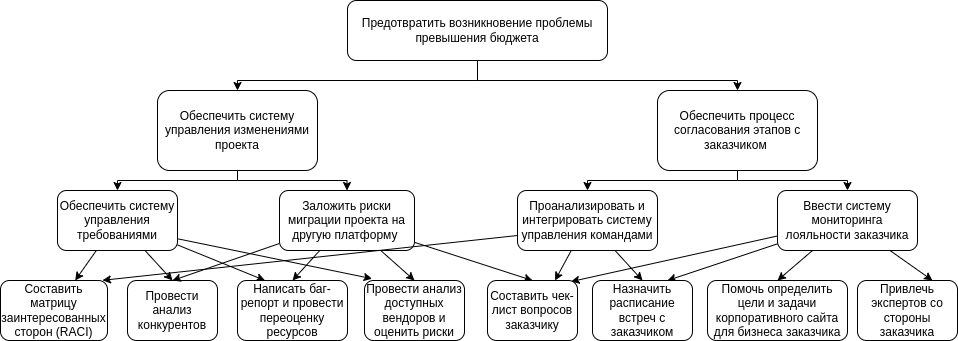 Предотвратить возникновение проблемы
превышения бюджета
Обеспечить систему
управления изменениями
проекта
Обеспечить процесс
согласования этапов с
заказчиком
Обеспечить систему
управления
требованиями
Заложить риски
миграции проекта на
другую платформу
Проанализировать и
интегрировать систему
управления командами
Ввести систему
мониторинга
лояльности заказчика
Составить
матрицу
заинтересованных
сторон (RACI)
Провести
анализ
конкурентов
Написать баг-
репорт и провести
переоценку
ресурсов
Провести анализ
доступных
вендоров и
оценить риски
Составить чек-
лист вопросов
заказчику
Назначить
расписание
встреч с
заказчиком
Помочь определить
цели и задачи
корпоративного сайта
для бизнеса заказчика
Привлечь
экспертов со
стороны
заказчика